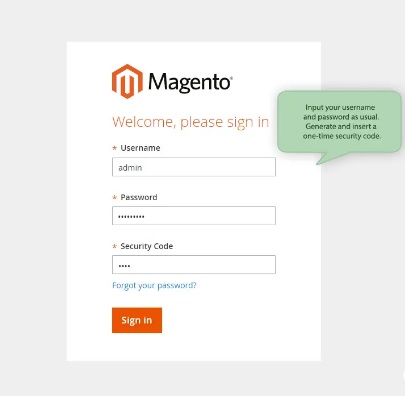 Magento
Welcome, please sign in
* Username
admin
* Password
•••••••••
* Security Code
••••
Forgot your password?
Sign in
Input your username
and password as usual.
Generate and insert a
one-time security code.